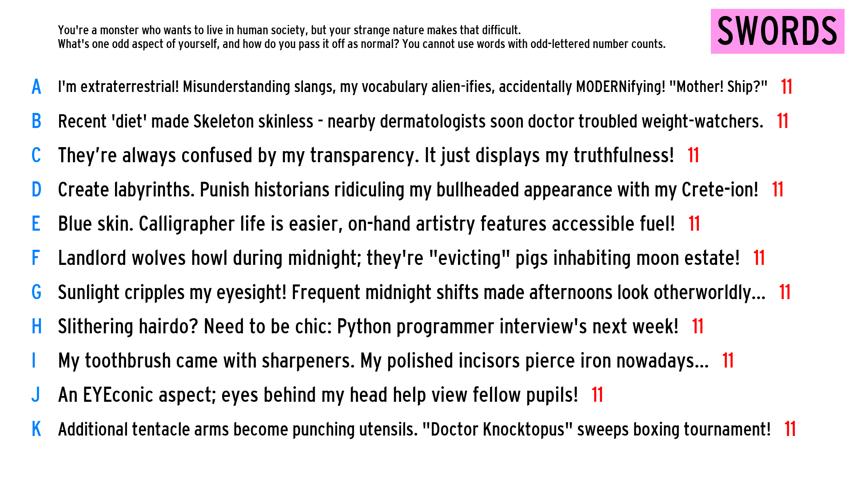 You're a monster who wants to live in human society, but your strange nature makes that difficult.
What's one odd aspect of yourself, and how do you pass it off as normal? You cannot use words with odd-lettered number counts.
SWORDS
A I'm extraterrestrial! Misunderstanding slangs, my vocabulary alien-ifies, accidentally MODERNifying! "Mother! Ship?" 11
B Recent 'diet' made Skeleton skinless - nearby dermatologists soon doctor troubled weight-watchers. 11
C They’re always confused by my transparency. It just displays my truthfulness! 11
D Create labyrinths. Punish historians ridiculing my bullheaded appearance with my Crete-ion! 11
E Blue skin. Calligrapher life is easier, on-hand artistry features accessible fuel! 11
F Landlord wolves howl during midnight; they're "evicting" pigs inhabiting moon estate! 11
G Sunlight cripples my eyesight! Frequent midnight shifts made afternoons look otherworldly... 11
H Slithering hairdo? Need to be chic: Python programmer interview's next week! 11
I My toothbrush came with sharpeners. My polished incisors pierce iron nowadays... 11
J An EYEconic aspect; eyes behind my head help view fellow pupils! 11
K Additional tentacle arms become punching utensils. "Doctor Knocktopus" sweeps boxing tournament! 11